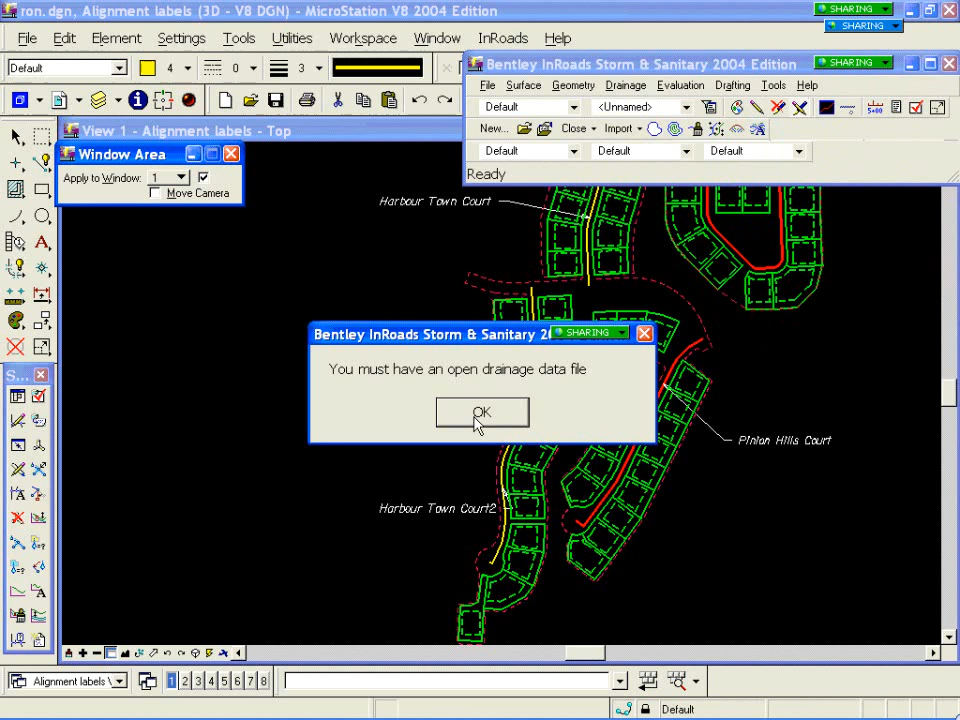 ron.dgn, Alignment labels (3D - V8 DGN) - MicroStation V8 2004 Edition
SHARING
SHARING
File Edit Element Settings Tools Utilities Workspace Window InRoads Help
Default 4 0 3
Bentley InRoads Storm & Sanitary 2004 Edition SHARING
File Surface Geometry Drainage Evaluation Drafting Tools Help
Default <Unnamed>
New... Close Import
Default Default Default
Ready
View 1 - Alignment labels - Top
Window Area
Apply to Window: 1
Move Camera
Harbour Town Court
Bentley InRoads Storm & Sanitary 20 SHARING
You must have an open drainage data file
OK
Pinion Hills Court
Harbour Town Court2
S...
Alignment labels \ 1 2 3 4 5 6 7 8
Default